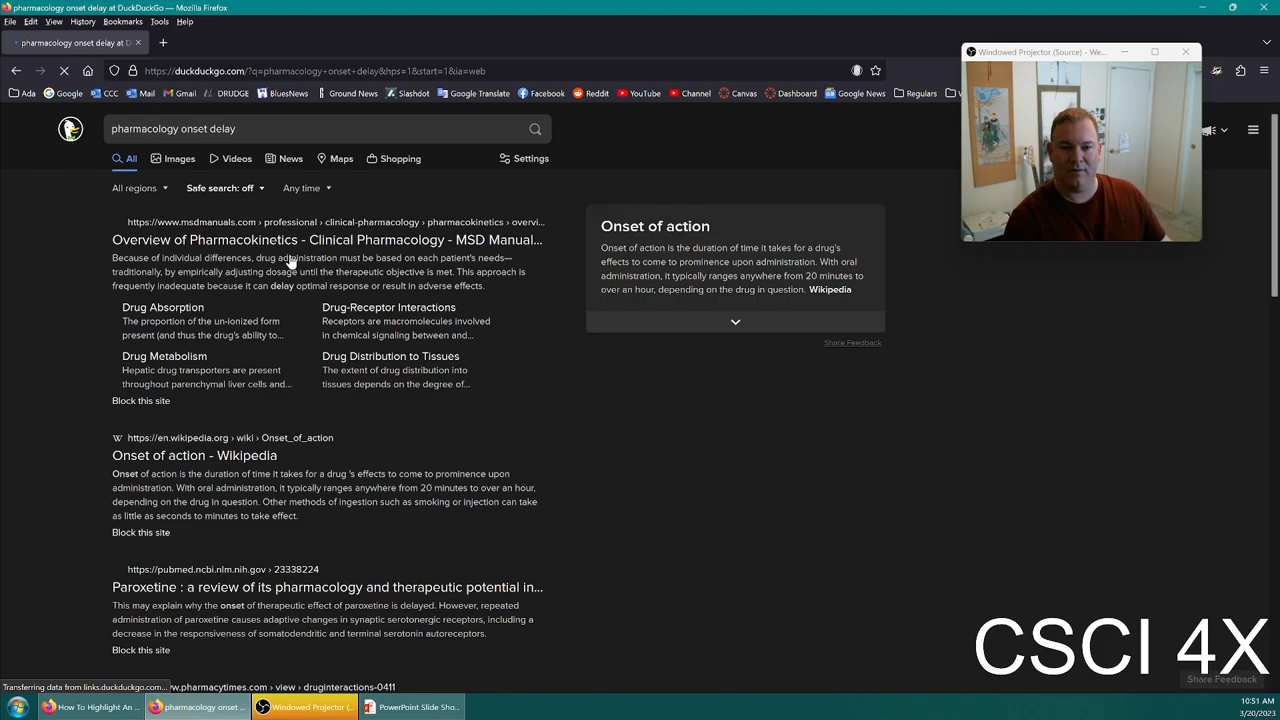 pharmacology onset delay at DuckDuckGo — Mozilla Firefox
File Edit View History Bookmarks Tools Help
pharmacology onset delay at D
https://duckduckgo.com/?q=pharmacology+onset+delay&hps=1&start=1&ia=web
Ada Google CCC Mail Gmail DRUDGE BluesNews Ground News Slashdot Google Translate Facebook Reddit YouTube Channel Canvas Dashboard Google News Regulars
Windowed Projector (Source) - We...
pharmacology onset delay
All Images Videos News Maps Shopping Settings
All regions Safe search: off Any time
https://www.msdmanuals.com › professional › clinical-pharmacology › pharmacokinetics › overvi...
Overview of Pharmacokinetics - Clinical Pharmacology - MSD Manual...
Because of individual differences, drug administration must be based on each patient's needs—
traditionally, by empirically adjusting dosage until the therapeutic objective is met. This approach is
frequently inadequate because it can delay optimal response or result in adverse effects.
Drug Absorption
The proportion of the un-ionized form
present (and thus the drug's ability to...
Drug-Receptor Interactions
Receptors are macromolecules involved
in chemical signaling between and...
Drug Metabolism
Hepatic drug transporters are present
throughout parenchymal liver cells and...
Drug Distribution to Tissues
The extent of drug distribution into
tissues depends on the degree of...
Block this site
W https://en.wikipedia.org › wiki › Onset_of_action
Onset of action - Wikipedia
Onset of action is the duration of time it takes for a drug 's effects to come to prominence upon
administration. With oral administration, it typically ranges anywhere from 20 minutes to over an hour,
depending on the drug in question. Other methods of ingestion such as smoking or injection can take
as little as seconds to minutes to take effect.
Block this site
https://pubmed.ncbi.nlm.nih.gov › 23338224
Paroxetine : a review of its pharmacology and therapeutic potential in...
This may explain why the onset of therapeutic effect of paroxetine is delayed. However, repeated
administration of paroxetine causes adaptive changes in synaptic serotonergic receptors, including a
decrease in the responsiveness of somatodendritic and terminal serotonin autoreceptors.
Block this site
Onset of action
Onset of action is the duration of time it takes for a drug's
effects to come to prominence upon administration. With oral
administration, it typically ranges anywhere from 20 minutes to
over an hour, depending on the drug in question. Wikipedia
Share Feedback
CSCI 4X
Share Feedback
Transferring data from links.duckduckgo.com...
w.pharmacytimes.com › view › druginteractions-0411
How To Highlight An ...
pharmacology onset ...
Windowed Projector (...
PowerPoint Slide Sho...
10:51 AM
3/20/2023